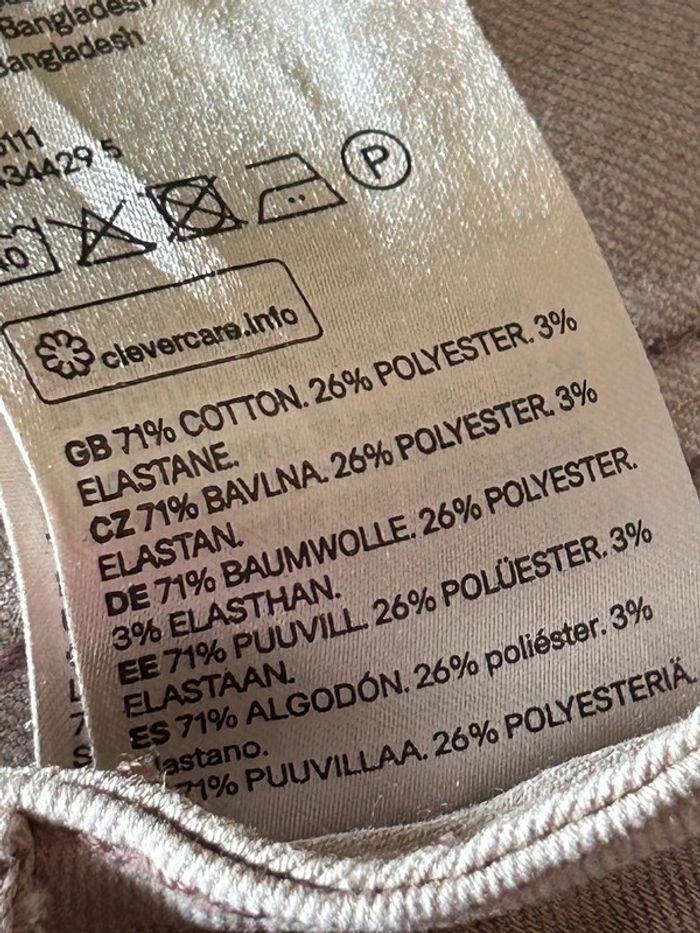 Bangladesh
Bangladesh
34429 5
P
clevercare.info
GB 71% COTTON. 26% POLYESTER. 3%
ELASTANE.
CZ 71% BAVLNA. 26% POLYESTER. 3%
ELASTAN.
DE 71% BAUMWOLLE. 26% POLYESTER.
3% ELASTHAN.
EE 71% PUUVILL. 26% POLÜESTER. 3%
ELASTAAN.
ES 71% ALGODÓN. 26% poliéster. 3%
lastano.
71% PUUVILLAA. 26% POLYESTERIÄ.